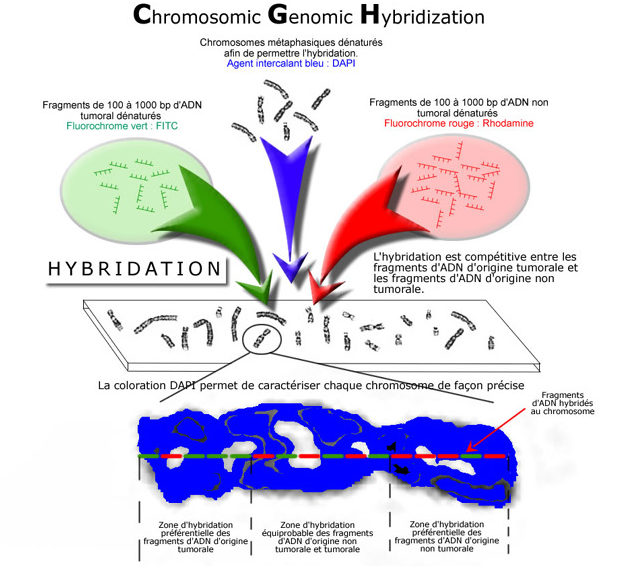 Chromosomic Genomic Hybridization
Chromosomes métaphasiques dénaturés
afin de permettre l'hybridation.
Agent intercalant bleu : DAPI
Fragments de 100 à 1000 bp d'ADN
tumoral dénaturés
Fluorochrome vert : FITC
Fragments de 100 à 1000 bp d'ADN non
tumoral dénaturés
Fluorochrome rouge : Rhodamine
HYBRIDATION
L'hybridation est compétitive entre les
fragments d'ADN d'origine tumorale et
les fragments d'ADN d'origine non
tumorale.
La coloration DAPI permet de caractériser chaque chromosome de façon précise
Fragments
d'ADN hybridés
au chromosome
Zone d'hybridation
préférentielle des
fragments d'ADN d'origine
tumorale
Zone d'hybridation
équiprobable des fragments
d'ADN d'origine non
tumorale et tumorale
Zone d'hybridation
préférentielle des
fragments d'ADN d'origine
non tumorale